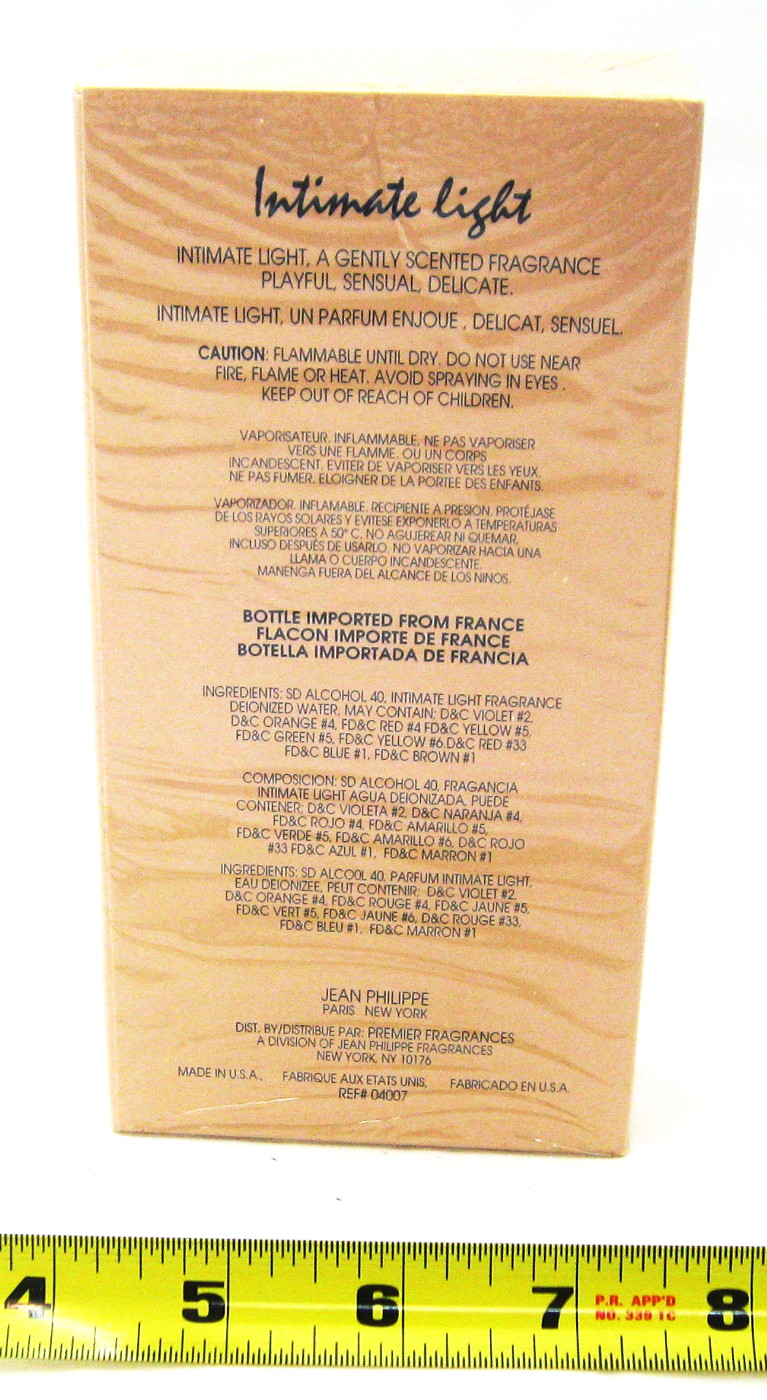 Intimate light
INTIMATE LIGHT, A GENTLY SCENTED FRAGRANCE
PLAYFUL, SENSUAL, DELICATE.
INTIMATE LIGHT, UN PARFUM ENJOUE , DELICAT, SENSUEL.
CAUTION: FLAMMABLE UNTIL DRY. DO NOT USE NEAR
FIRE, FLAME OR HEAT. AVOID SPRAYING IN EYES .
KEEP OUT OF REACH OF CHILDREN.
VAPORISATEUR. INFLAMMABLE. NE PAS VAPORISER
VERS UNE FLAMME. OU UN CORPS
INCANDESCENT. EVITER DE VAPORISER VERS LES YEUX.
NE PAS FUMER. ELOIGNER DE LA PORTEE DES ENFANTS.
VAPORIZADOR. INFLAMABLE. RECIPIENTE A PRESION. PROTÉJASE
DE LOS RAYOS SOLARES Y EVITESE EXPONERLO A TEMPERATURAS
SUPERIORES A 50° C, NO AGUJEREAR NI QUEMAR,
INCLUSO DESPUÉS DE USARLO. NO VAPORIZAR HACIA UNA
LLAMA O CUERPO INCANDESCENTE.
MANENGA FUERA DEL ALCANCE DE LOS NINOS.
BOTTLE IMPORTED FROM FRANCE
FLACON IMPORTE DE FRANCE
BOTELLA IMPORTADA DE FRANCIA
INGREDIENTS: SD ALCOHOL 40, INTIMATE LIGHT FRAGRANCE
DEIONIZED WATER, MAY CONTAIN; D&C VIOLET #2,
D&C ORANGE #4, FD&C RED #4 FD&C YELLOW #5,
FD&C GREEN #5, FD&C YELLOW #6,D&C RED #33
FD&C BLUE #1, FD&C BROWN #1
COMPOSICION: SD ALCOHOL 40, FRAGANCIA
INTIMATE LIGHT AGUA DEIONIZADA, PUEDE
CONTENER; D&C VIOLETA #2, D&C NARANJA #4,
FD&C ROJO #4, FD&C AMARILLO #5,
FD&C VERDE #5, FD&C AMARILLO #6, D&C ROJO
#33 FD&C AZUL #1, FD&C MARRON #1
INGREDIENTS: SD ALCOOL 40, PARFUM INTIMATE LIGHT,
EAU DEIONIZEE, PEUT CONTENIR; D&C VIOLET #2,
D&C ORANGE #4, FD&C ROUGE #4, FD&C JAUNE #5,
FD&C VERT #5, FD&C JAUNE #6, D&C ROUGE #33,
FD&C BLEU #1, FD&C MARRON #1
JEAN PHILIPPE
PARIS NEW YORK
DIST. BY/DISTRIBUE PAR: PREMIER FRAGRANCES
A DIVISION OF JEAN PHILIPPE FRAGRANCES
NEW YORK, NY 10176
MADE IN U.S.A., FABRIQUE AUX ETATS UNIS, FABRICADO EN U.S.A.
REF# 04007
4 5 6 7 8
P.R. APP'D
NO. 339 1C